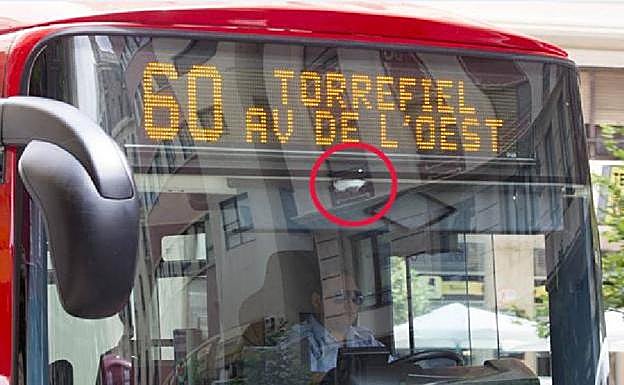 60
TORREFIEL
AV DE L'OEST